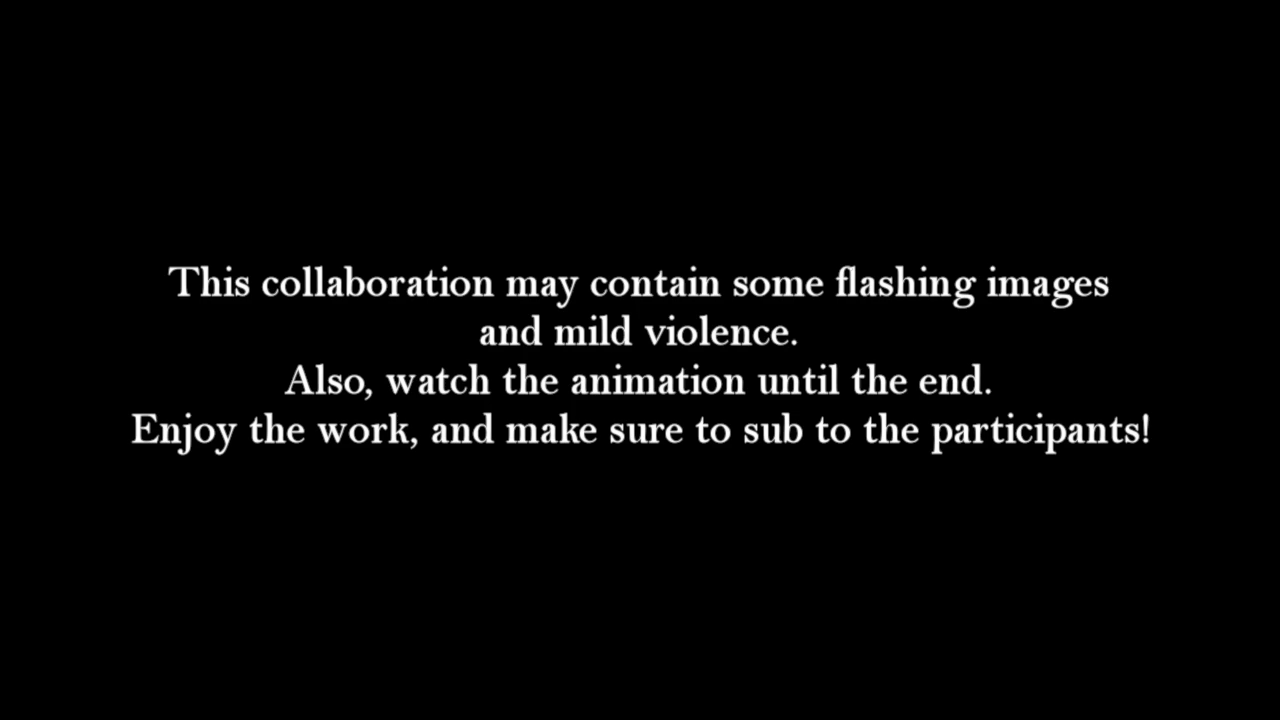 This collaboration may contain some flashing images
and mild violence.
Also, watch the animation until the end.
Enjoy the work, and make sure to sub to the participants!